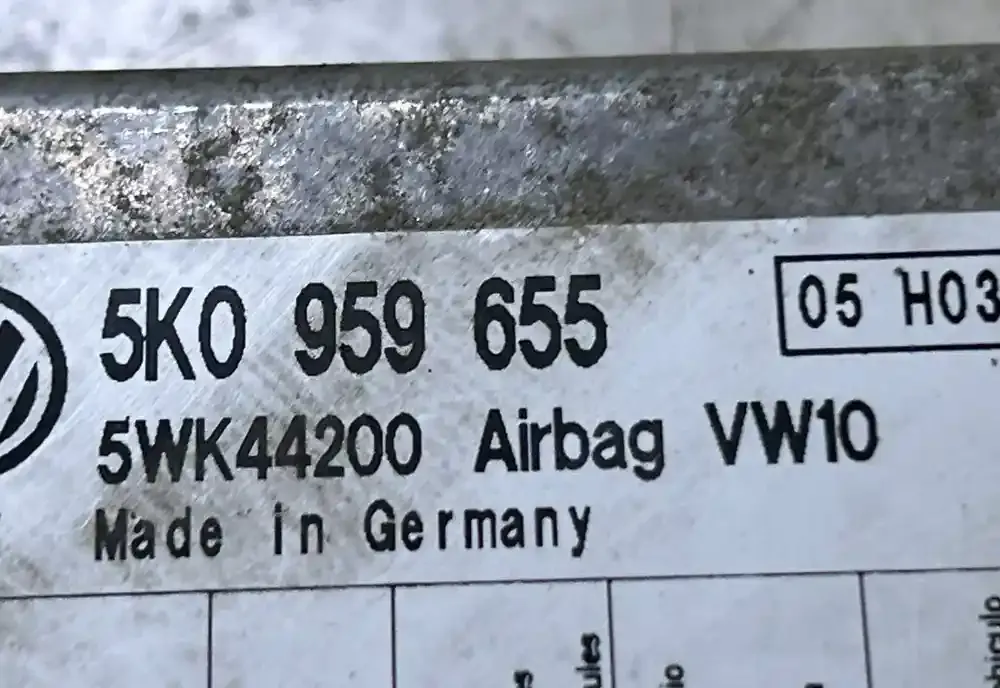 5K0 959 655
05 H03
5WK44200 Airbag VW10
Made in Germany